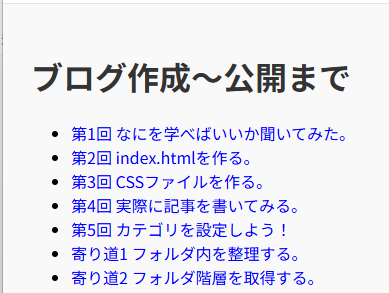 ブログ作成～公開まで
第1回 なにを学べばいいか聞いてみた。
第2回 index.htmlを作る。
第3回 CSSファイルを作る。
第4回 実際に記事を書いてみる。
第5回 カテゴリを設定しよう！
寄り道1 フォルダ内を整理する。
寄り道2 フォルダ階層を取得する。